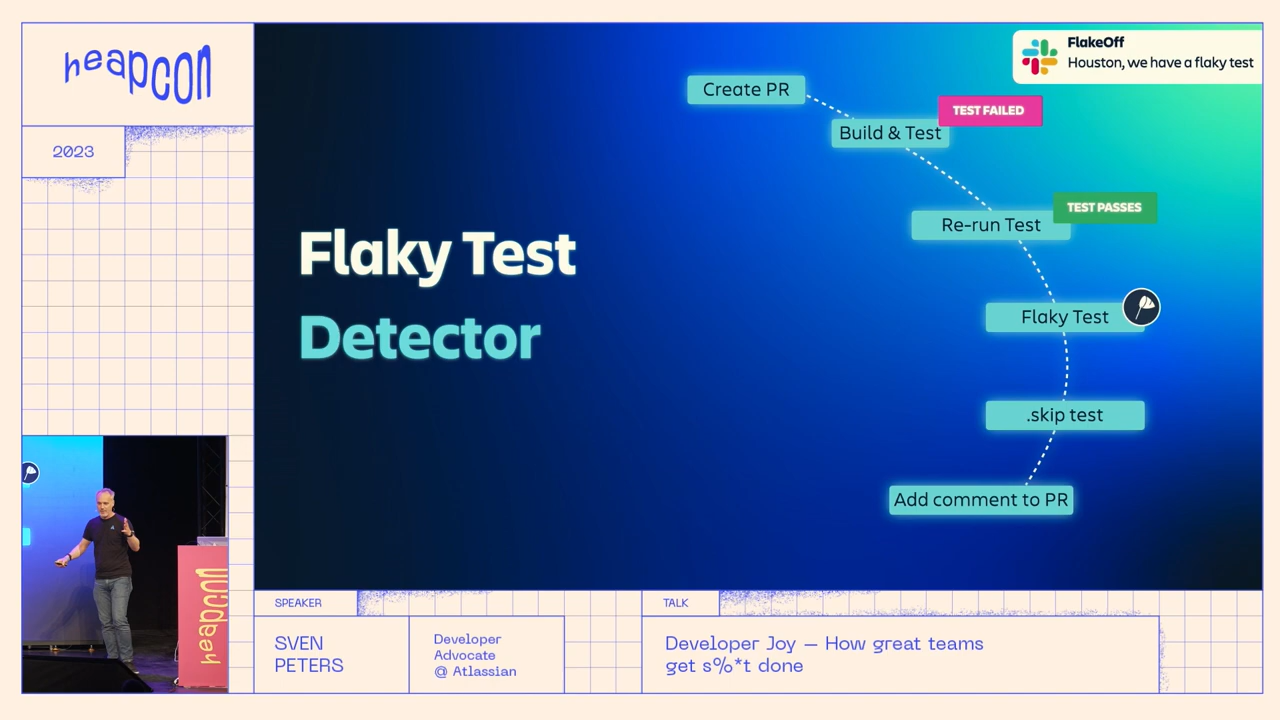 heapcon
2023
FlakeOff
Houston, we have a flaky test
Create PR
TEST FAILED
Build & Test
TEST PASSES
Re-run Test
Flaky Test
Flaky Test
Detector
.skip test
Add comment to PR
heapcon
SPEAKER
SVEN
PETERS
Developer
Advocate
@ Atlassian
TALK
Developer Joy – How great teams
get s%*t done